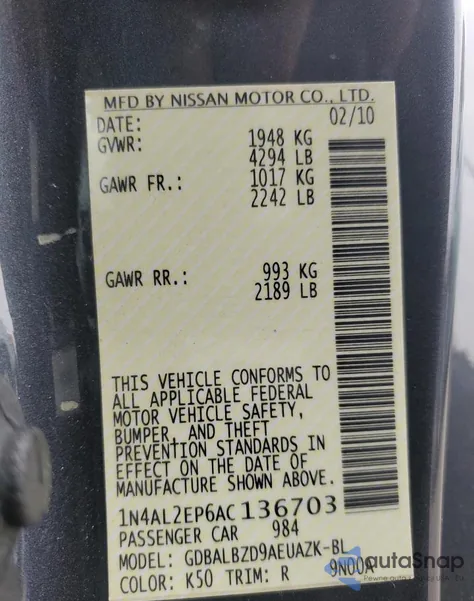 MFD BY NISSAN MOTOR CO., LTD.
DATE: 02/10
GVWR: 1948 KG
4294 LB
GAWR FR.: 1017 KG
2242 LB
GAWR RR.: 993 KG
2189 LB
THIS VEHICLE CONFORMS TO
ALL APPLICABLE FEDERAL
MOTOR VEHICLE SAFETY,
BUMPER, AND THEFT
PREVENTION STANDARDS IN
EFFECT ON THE DATE OF
MANUFACTURE SHOWN ABOVE.
1N4AL2EP6AC136703
PASSENGER CAR 984
MODEL: GDBALBZD9AEUAZK-BL
COLOR: K50 TRIM: R 9N00A
autaSnap